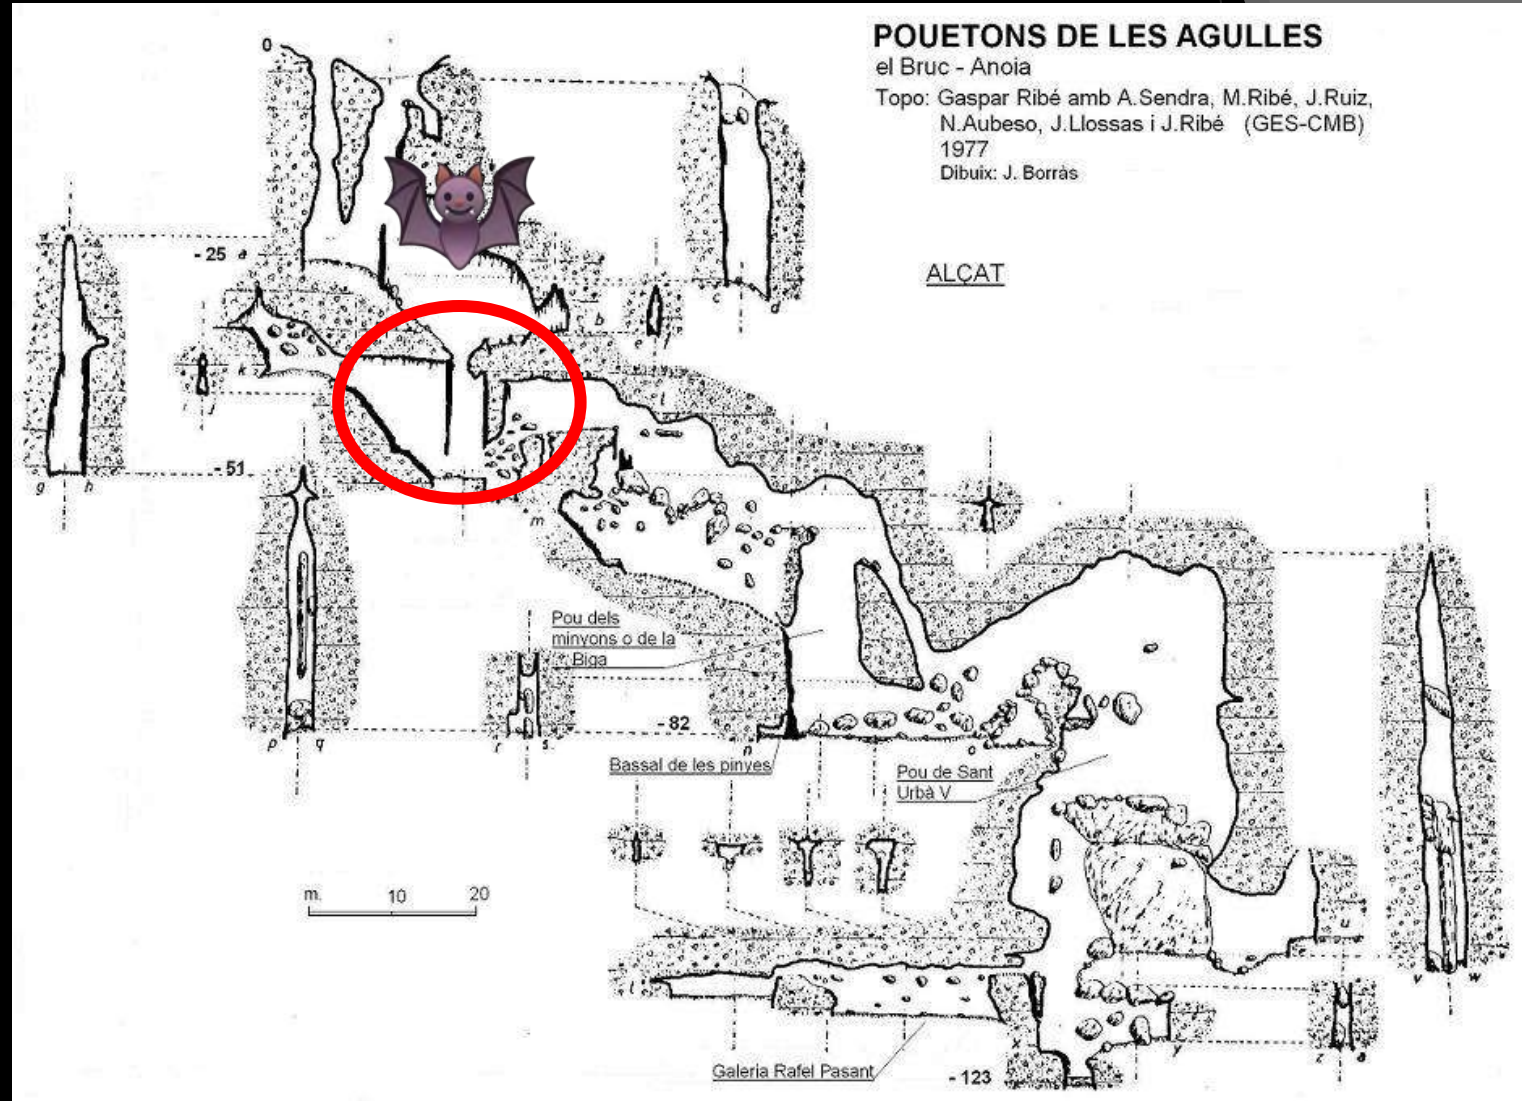 POUETONS DE LES AGULLES
el Bruc - Anoia
Topo: Gaspar Ribé amb A.Sendra, M.Ribé, J.Ruiz,
N.Aubeso, J.Llossas i J.Ribé (GES-CMB)
1977
Dibuix: J. Borràs
ALÇAT
0
- 25
a
b
c
d
e
f
k
i
j
l
- 51
g
h
m
Pou dels
minyons o de la
Biga
- 82
p
q
r
s
n
o
Bassal de les pinyes
Pou de Sant
Urbà V
m.
10
20
u
t
v
w
x
y
z
Galeria Rafel Pasant
- 123